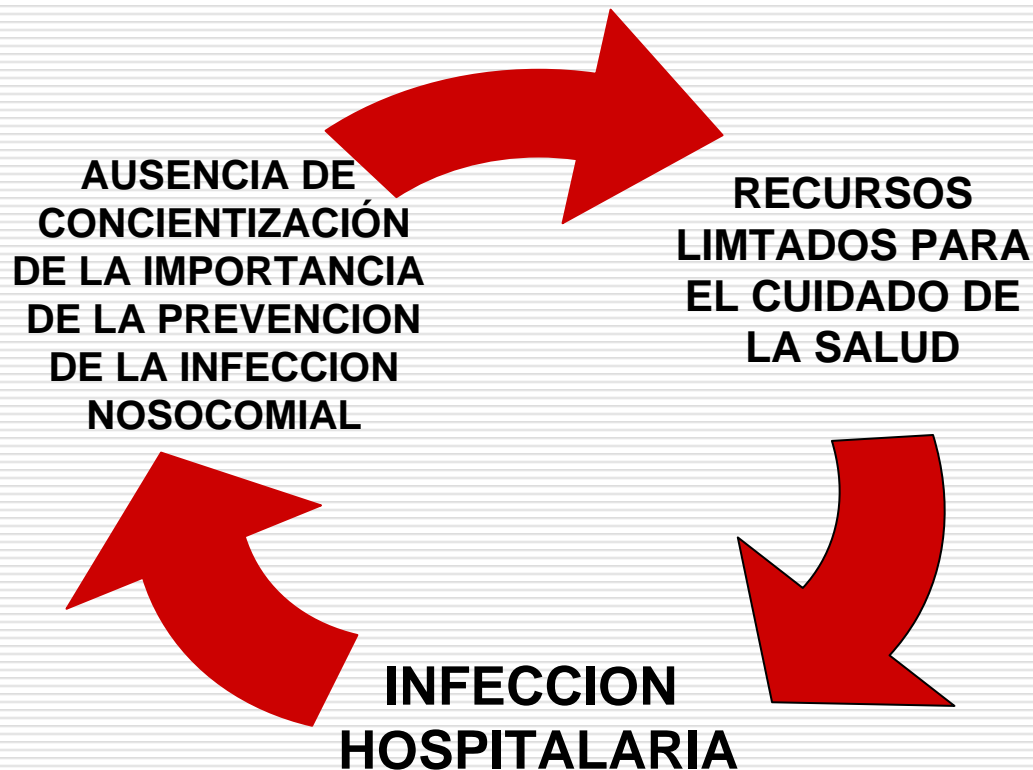 AUSENCIA DE
CONCIENTIZACIÓN
DE LA IMPORTANCIA
DE LA PREVENCION
DE LA INFECCION
NOSOCOMIAL
RECURSOS
LIMTADOS PARA
EL CUIDADO DE
LA SALUD
INFECCION
HOSPITALARIA